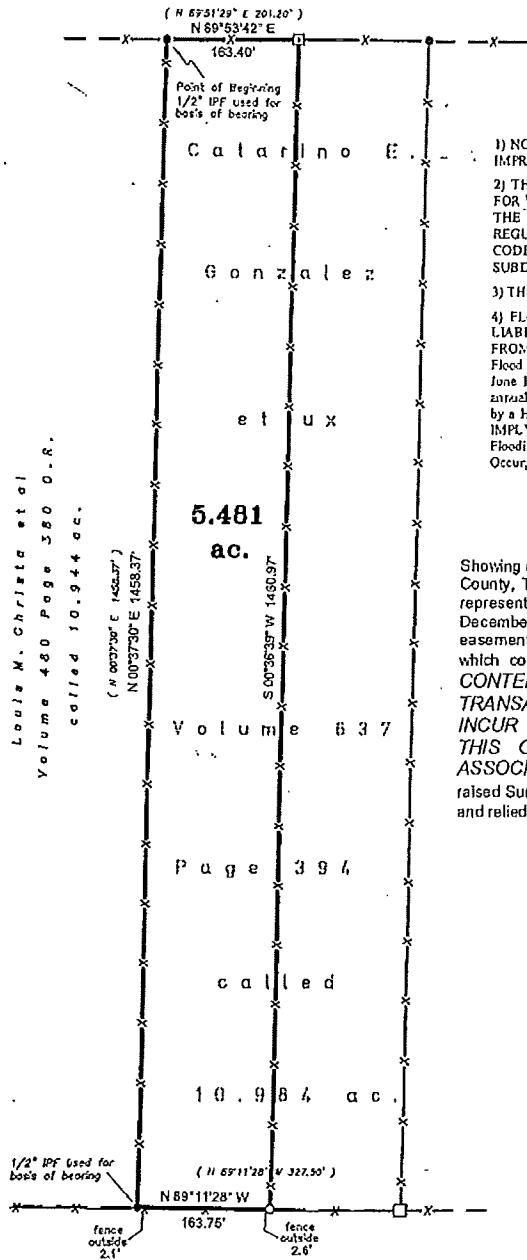 ( N 89°51'29" E 201.20' )
N 89°53'42" E
163.40'
Point of Beginning
1/2" IPF used for
basis of bearing
Catarino E.
Gonzalez
et ux
5.481
ac.
Volume 637
Page 394
called
10.984 ac.
Louis M. Christa et al
Volume 480 Page 380 O.R.
called 10.944 ac.
( N 00°37'30" E 1458.37' )
N 00°37'30" E 1458.37'
S 00°36'39" W 1460.97'
1/2" IPF used for
basis of bearing
( N 89°11'28" W 327.50' )
N 89°11'28" W
163.75'
fence
outside
2.1'
fence
outside
2.6'
1) NO
IMPR
2) TH
FOR
THE
REGU
CODE
SUBD
3) THE
4) FL
LIABI
FROM
Flood
June
annual
by a H
IMPLY
Floodi
Occur,
Showing
County, T
represent
Decembe
easement
which co
CONTE
TRANSA
INCUR
THIS
ASSOCI
raised Sur
and relied